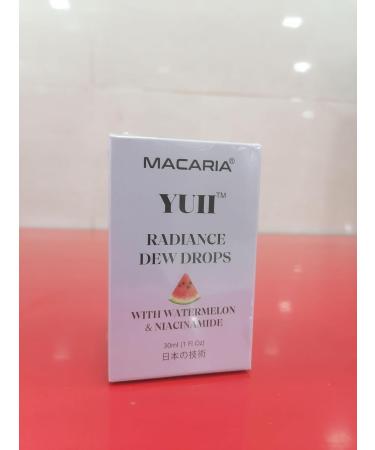 MACARIA®
YUII™
RADIANCE
DEW DROPS
WITH WATERMELON
& NIACINAMIDE
30ml (1 Fl.Oz)
日本の技術